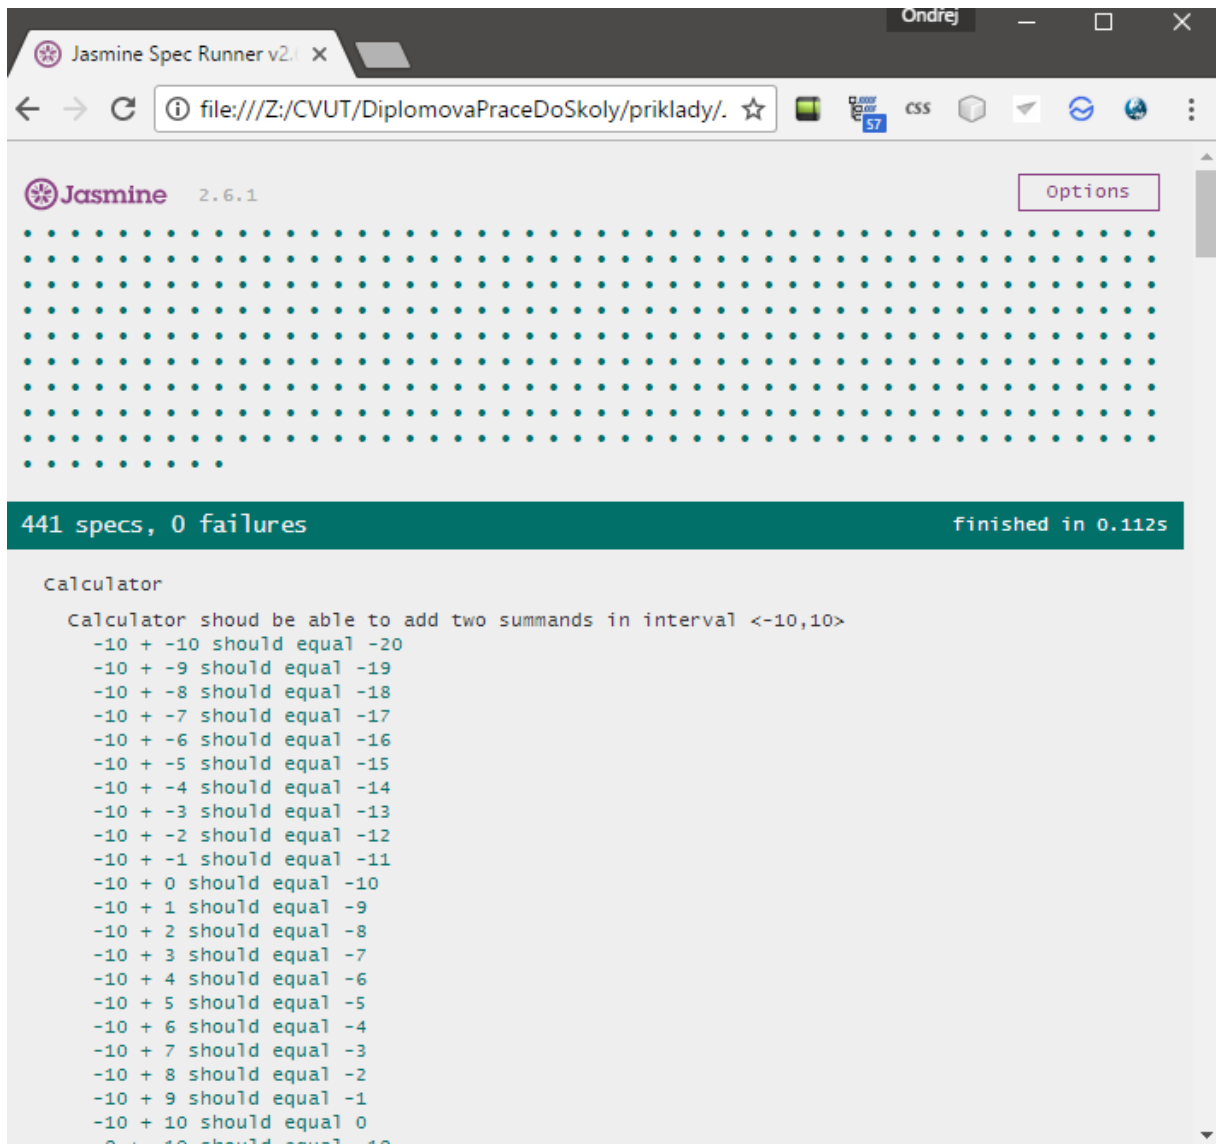 Ondřej
Jasmine Spec Runner v2.
file:///Z:/CVUT/DiplomovaPraceDoSkoly/priklady/.
57
css
Jasmine 2.6.1
Options
441 specs, 0 failures
finished in 0.112s
Calculator
Calculator shoud be able to add two summands in interval <-10,10>
-10 + -10 should equal -20
-10 + -9 should equal -19
-10 + -8 should equal -18
-10 + -7 should equal -17
-10 + -6 should equal -16
-10 + -5 should equal -15
-10 + -4 should equal -14
-10 + -3 should equal -13
-10 + -2 should equal -12
-10 + -1 should equal -11
-10 + 0 should equal -10
-10 + 1 should equal -9
-10 + 2 should equal -8
-10 + 3 should equal -7
-10 + 4 should equal -6
-10 + 5 should equal -5
-10 + 6 should equal -4
-10 + 7 should equal -3
-10 + 8 should equal -2
-10 + 9 should equal -1
-10 + 10 should equal 0